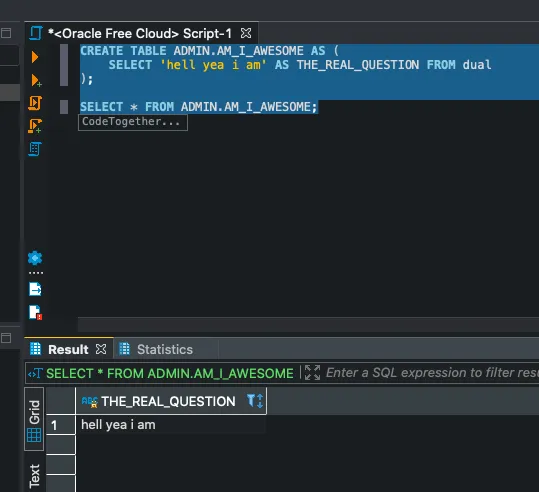 *<Oracle Free Cloud> Script-1
CREATE TABLE ADMIN.AM_I_AWESOME AS (
SELECT 'hell yea i am' AS THE_REAL_QUESTION FROM dual
);
SELECT * FROM ADMIN.AM_I_AWESOME;
CodeTogether...
Result
Statistics
SELECT * FROM ADMIN.AM_I_AWESOME
Enter a SQL expression to filter resu
Grid
ABC THE_REAL_QUESTION
1 hell yea i am
Text